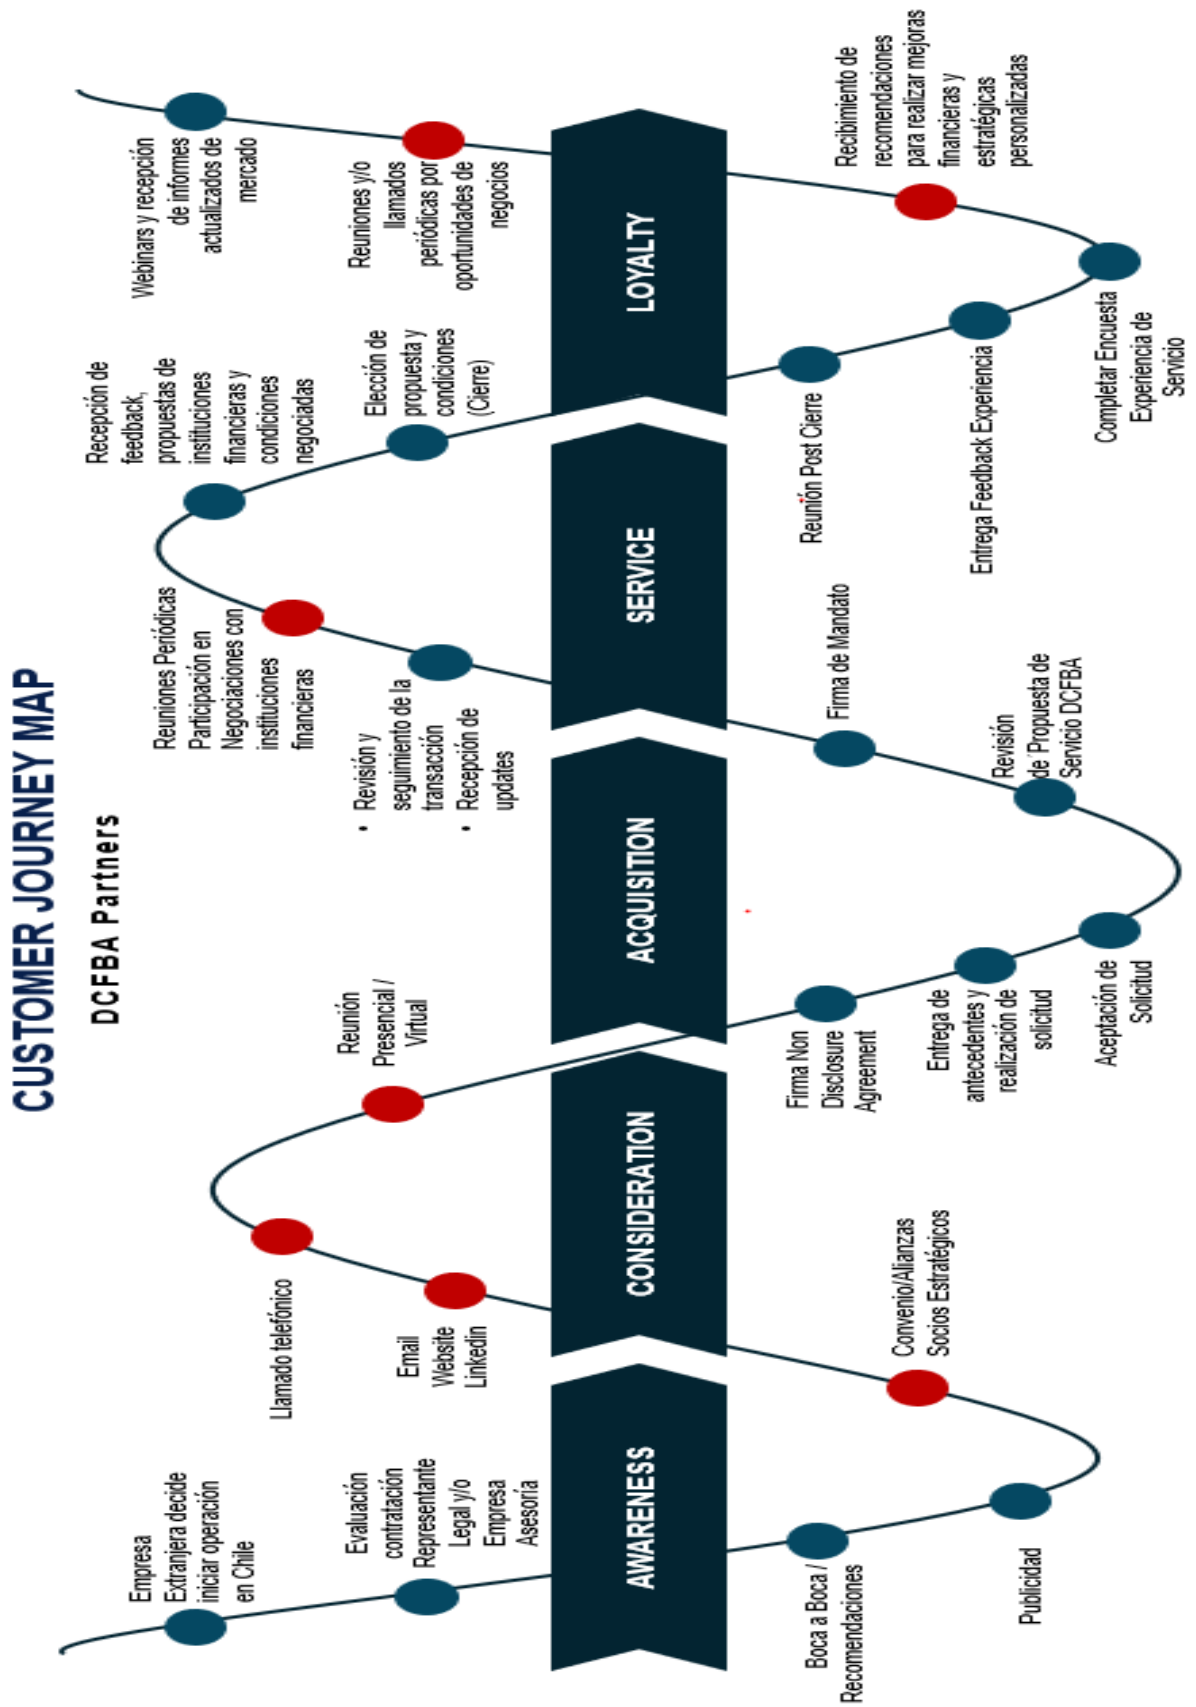 CUSTOMER JOURNEY MAP
DCFBA Partners
Empresa
Extranjera decide
iniciar operación
en Chile
Evaluación
contratación
Representante
Legal y/o
Empresa
Asesoría
AWARENESS
Boca a Boca /
Recomendaciones
Publicidad
Convenio/Alianzas
Socios Estratégicos
Email
Website
Linkedin
Llamado telefónico
Reunión
Presencial /
Virtual
CONSIDERATION
Firma Non
Disclosure
Agreement
Entrega de
antecedentes y
realización de
solicitud
Aceptación de
Solicitud
ACQUISITION
Revisión
de Propuesta de
Servicio DCFBA
Firma de Mandato
• Revisión y
seguimiento de la
transacción
• Recepción de
updates
Reuniones Periódicas
Participación en
Negociaciones con
instituciones
financieras
SERVICE
Recepción de
feedback,
propuestas de
instituciones
financieras y
condiciones
negociadas
Elección de
propuesta y
condiciones
(Cierre)
Reunión Post Cierre
Entrega Feedback Experiencia
Completar Encuesta
Experiencia de
Servicio
LOYALTY
Recibimiento de
recomendaciones
para realizar mejoras
financieras y
estratégicas
personalizadas
Reuniones y/o
llamados
periódicas por
oportunidades de
negocios
Webinars y recepción
de informes
actualizados de
mercado